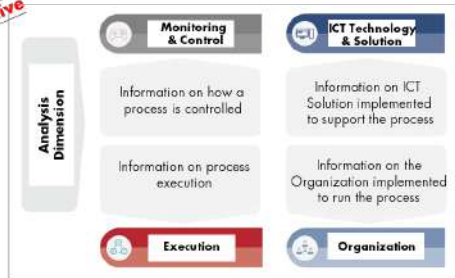 Monitoring
& Control
ICT Technology
& Solution
Analysis
Dimension
Information on how a
process is controlled
Information on ICT
Solution implemented
to support the process
Information on process
execution
Information on the
Organization implemented
to run the process
Execution
Organization